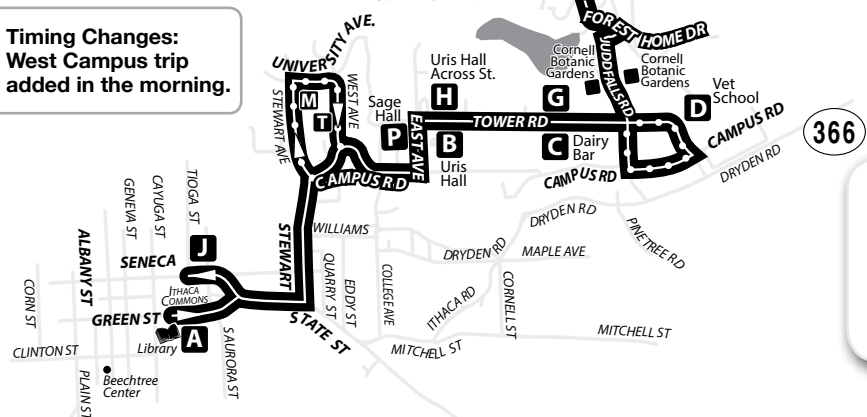 Timing Changes:
West Campus trip
added in the morning.
UNIVERSITY AVE.
FOREST HOME DR
JUDD FALLS RD
Cornell
Botanic
Gardens
Cornell
Botanic
Gardens
Uris Hall
Across St.
H
G
D
Vet
School
STEWART AVE
M
T
WEST AVE
Sage
Hall
P
EAST AVE
TOWER RD
B
Uris
Hall
C
Dairy
Bar
CAMPUS RD
366
CAMPUS RD
CAMPUS RD
DRYDEN RD
GENEVA ST
CAYUGA ST
TIOGA ST
DRYDEN RD
PINETREE RD
ALBANY ST
SENECA
J
STEWART
WILLIAMS
DRYDEN RD
MAPLE AVE
CORN ST
ITHACA
COMMONS
QUARRY ST
EDDY ST
COLLEGE AVE
ITHACA RD
CORNELL ST
GREEN ST
Library
A
STATE ST
MITCHELL ST
MITCHELL ST
CLINTON ST
SAURORA ST
PLAIN ST
Beechtree
Center